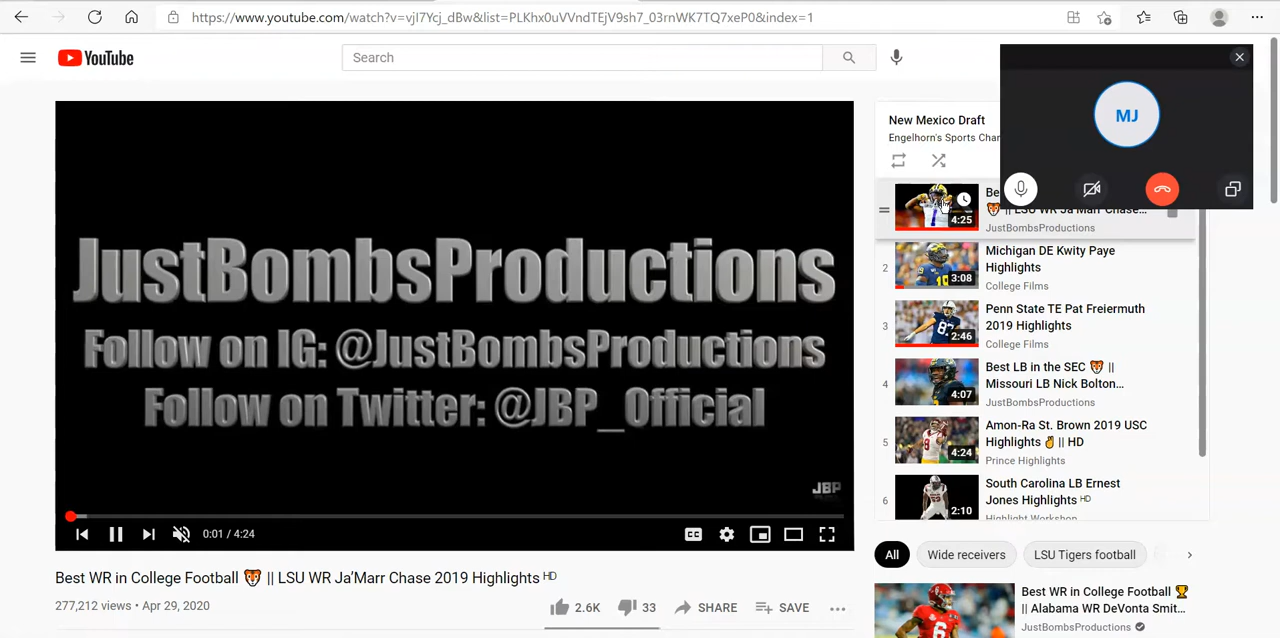 https://www.youtube.com/watch?v=vjI7Ycj_dBw&list=PLKhx0uVVndTEjV9sh7_03rnWK7TQ7xeP0&index=1
YouTube
Search
MJ
JustBombsProductions
Follow on IG: @JustBombsProductions
Follow on Twitter: @JBP_Official
JBP
0:01 / 4:24
CC
Best WR in College Football 🐯 || LSU WR Ja'Marr Chase 2019 Highlights HD
277,212 views • Apr 29, 2020
2.6K
33
SHARE
SAVE
New Mexico Draft
Engelhorn's Sports Char
4:25
Be
🐯 || LSU WR Ja'Marr Chase...
JustBombsProductions
2
3:08
Michigan DE Kwity Paye
Highlights
College Films
3
2:46
Penn State TE Pat Freiermuth
2019 Highlights
College Films
4
4:07
Best LB in the SEC 🐯 ||
Missouri LB Nick Bolton...
JustBombsProductions
5
4:24
Amon-Ra St. Brown 2019 USC
Highlights ✌ || HD
Prince Highlights
6
2:10
South Carolina LB Ernest
Jones Highlights HD
Highlight Workshop
All
Wide receivers
LSU Tigers football
Best WR in College Football 🏆
|| Alabama WR DeVonta Smit...
JustBombsProductions